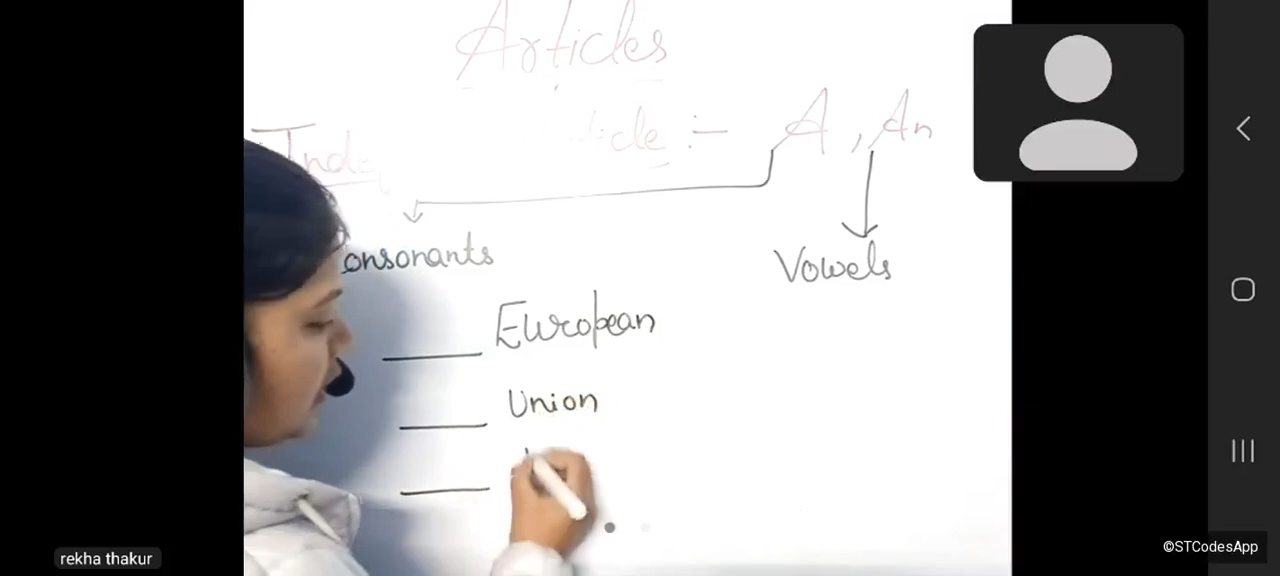 Articles
:- A, An
onsonants
Vowels
European
Union
rekha thakur
©STCodesApp